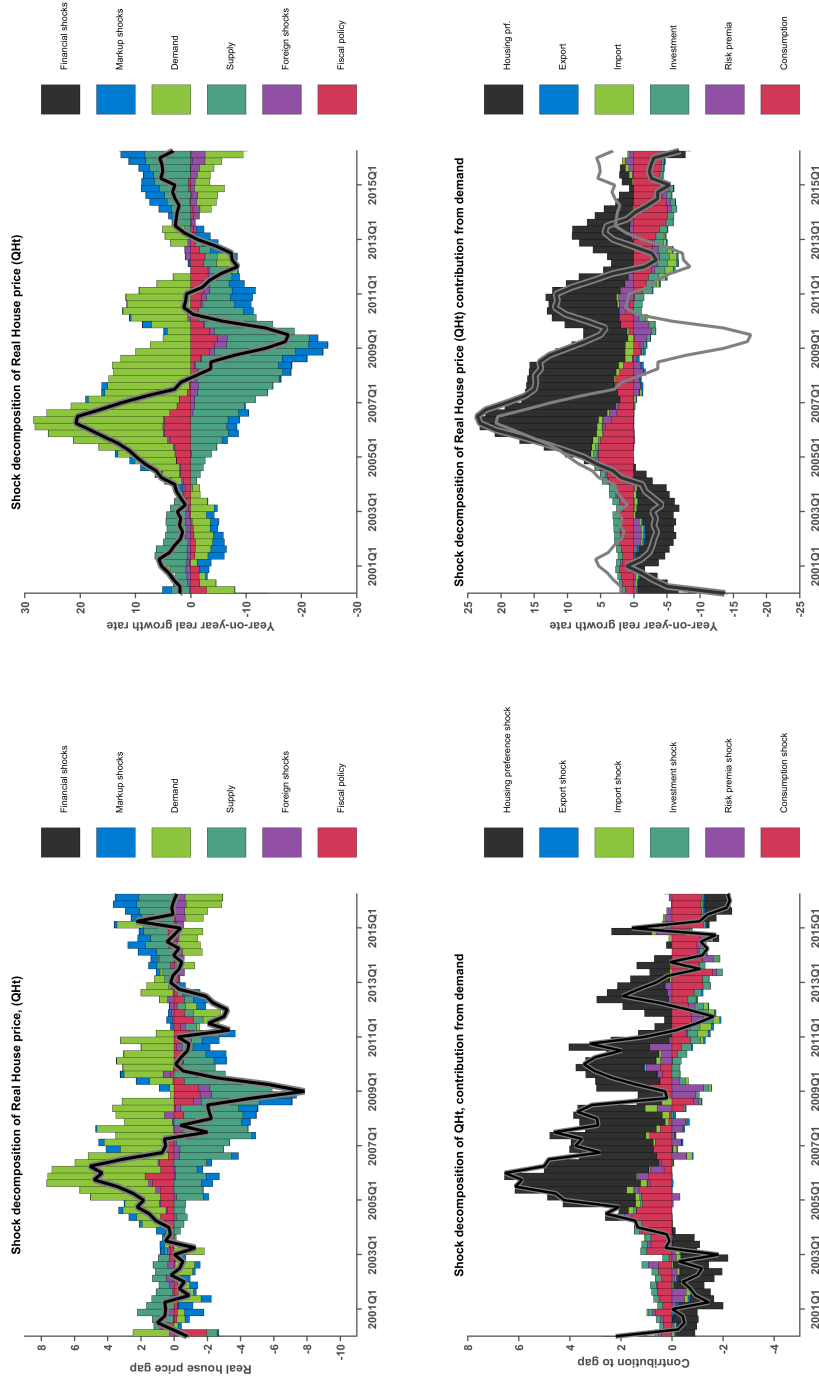 Shock decomposition of Real House price, (QHt)
Real house price gap
8
6
4
2
0
-2
-4
-6
-8
-10
2001Q1
2003Q1
2005Q1
2007Q1
2009Q1
2011Q1
2013Q1
2015Q1
Financial shocks
Markup shocks
Demand
Supply
Foreign shocks
Fiscal policy
Shock decomposition of Real House price (QHt)
Year-on-year real growth rate
30
20
10
0
-10
-20
-30
2001Q1
2003Q1
2005Q1
2007Q1
2009Q1
2011Q1
2013Q1
2015Q1
Financial shocks
Markup shocks
Demand
Supply
Foreign shocks
Fiscal policy
Shock decomposition of QHt, contribution from demand
Contribution to gap
8
6
4
2
0
-2
-4
2001Q1
2003Q1
2005Q1
2007Q1
2009Q1
2011Q1
2013Q1
2015Q1
Housing preference shock
Export shock
Import shock
Investment shock
Risk premia shock
Consumption shock
Shock decomposition of Real House price (QHt) contribution from demand
Year-on-year real growth rate
25
20
15
10
5
0
-5
-10
-15
-20
-25
2001Q1
2003Q1
2005Q1
2007Q1
2009Q1
2011Q1
2013Q1
2015Q1
Housing prf.
Export
Import
Investment
Risk premia
Consumption